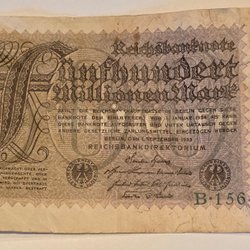 Reichsbanknote
Fünfhundert
Millionen Mark
ZAHLT DIE REICHSBANKHAUPTKASSE IN BERLIN GEGEN DIESE
BANKNOTE DEM EINLIEFERER. VOM 1. JANUAR 1924 AB KANN
DIESE BANKNOTE AUFGERUFEN UND UNTER UMTAUSCH GEGEN
ANDERE GESETZLICHE ZAHLUNGSMITTEL EINGEZOGEN WERDEN
BERLIN, DEN 1. SEPTEMBER 1923
REICHSBANKDIREKTORIUM
B·156